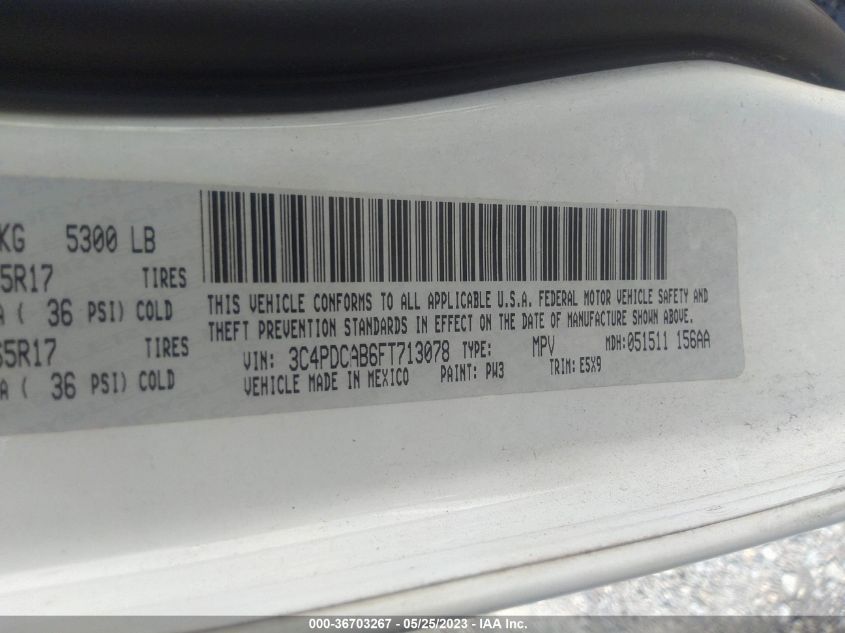 KG 5300 LB
5R17 TIRES
A ( 36 PSI) COLD
65R17 TIRES
A ( 36 PSI) COLD
THIS VEHICLE CONFORMS TO ALL APPLICABLE U.S.A. FEDERAL MOTOR VEHICLE SAFETY AND
THEFT PREVENTION STANDARDS IN EFFECT ON THE DATE OF MANUFACTURE SHOWN ABOVE.
VIN: 3C4PDCAB6FT713078 TYPE: MPV MDH:051511 156AA
VEHICLE MADE IN MEXICO PAINT: PW3 TRIM: ESX9
000-36703267 - 05/25/2023 - IAA Inc.